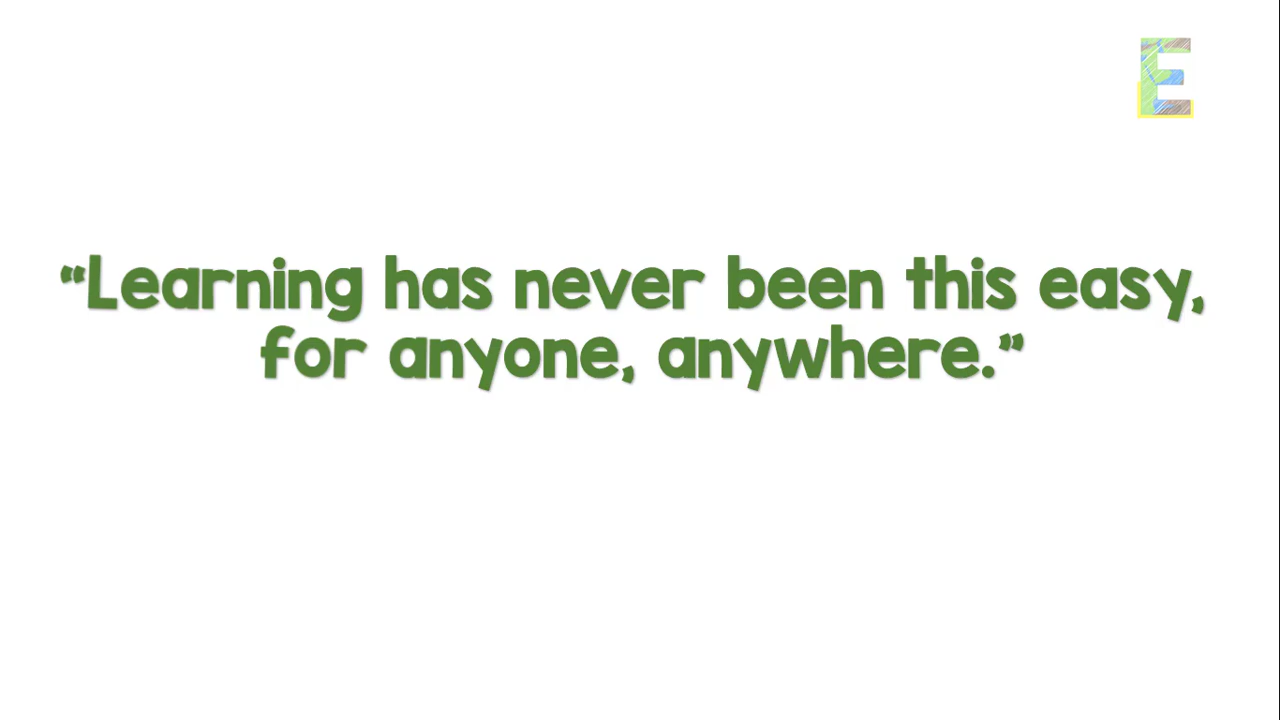 E
“Learning has never been this easy,
for anyone, anywhere.”